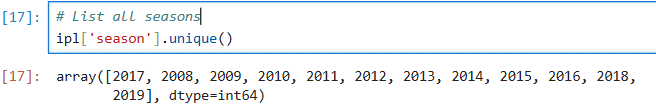 [17]: # List all seasons
ipl['season'].unique()
[17]: array([2017, 2008, 2009, 2010, 2011, 2012, 2013, 2014, 2015, 2016, 2018,
2019], dtype=int64)